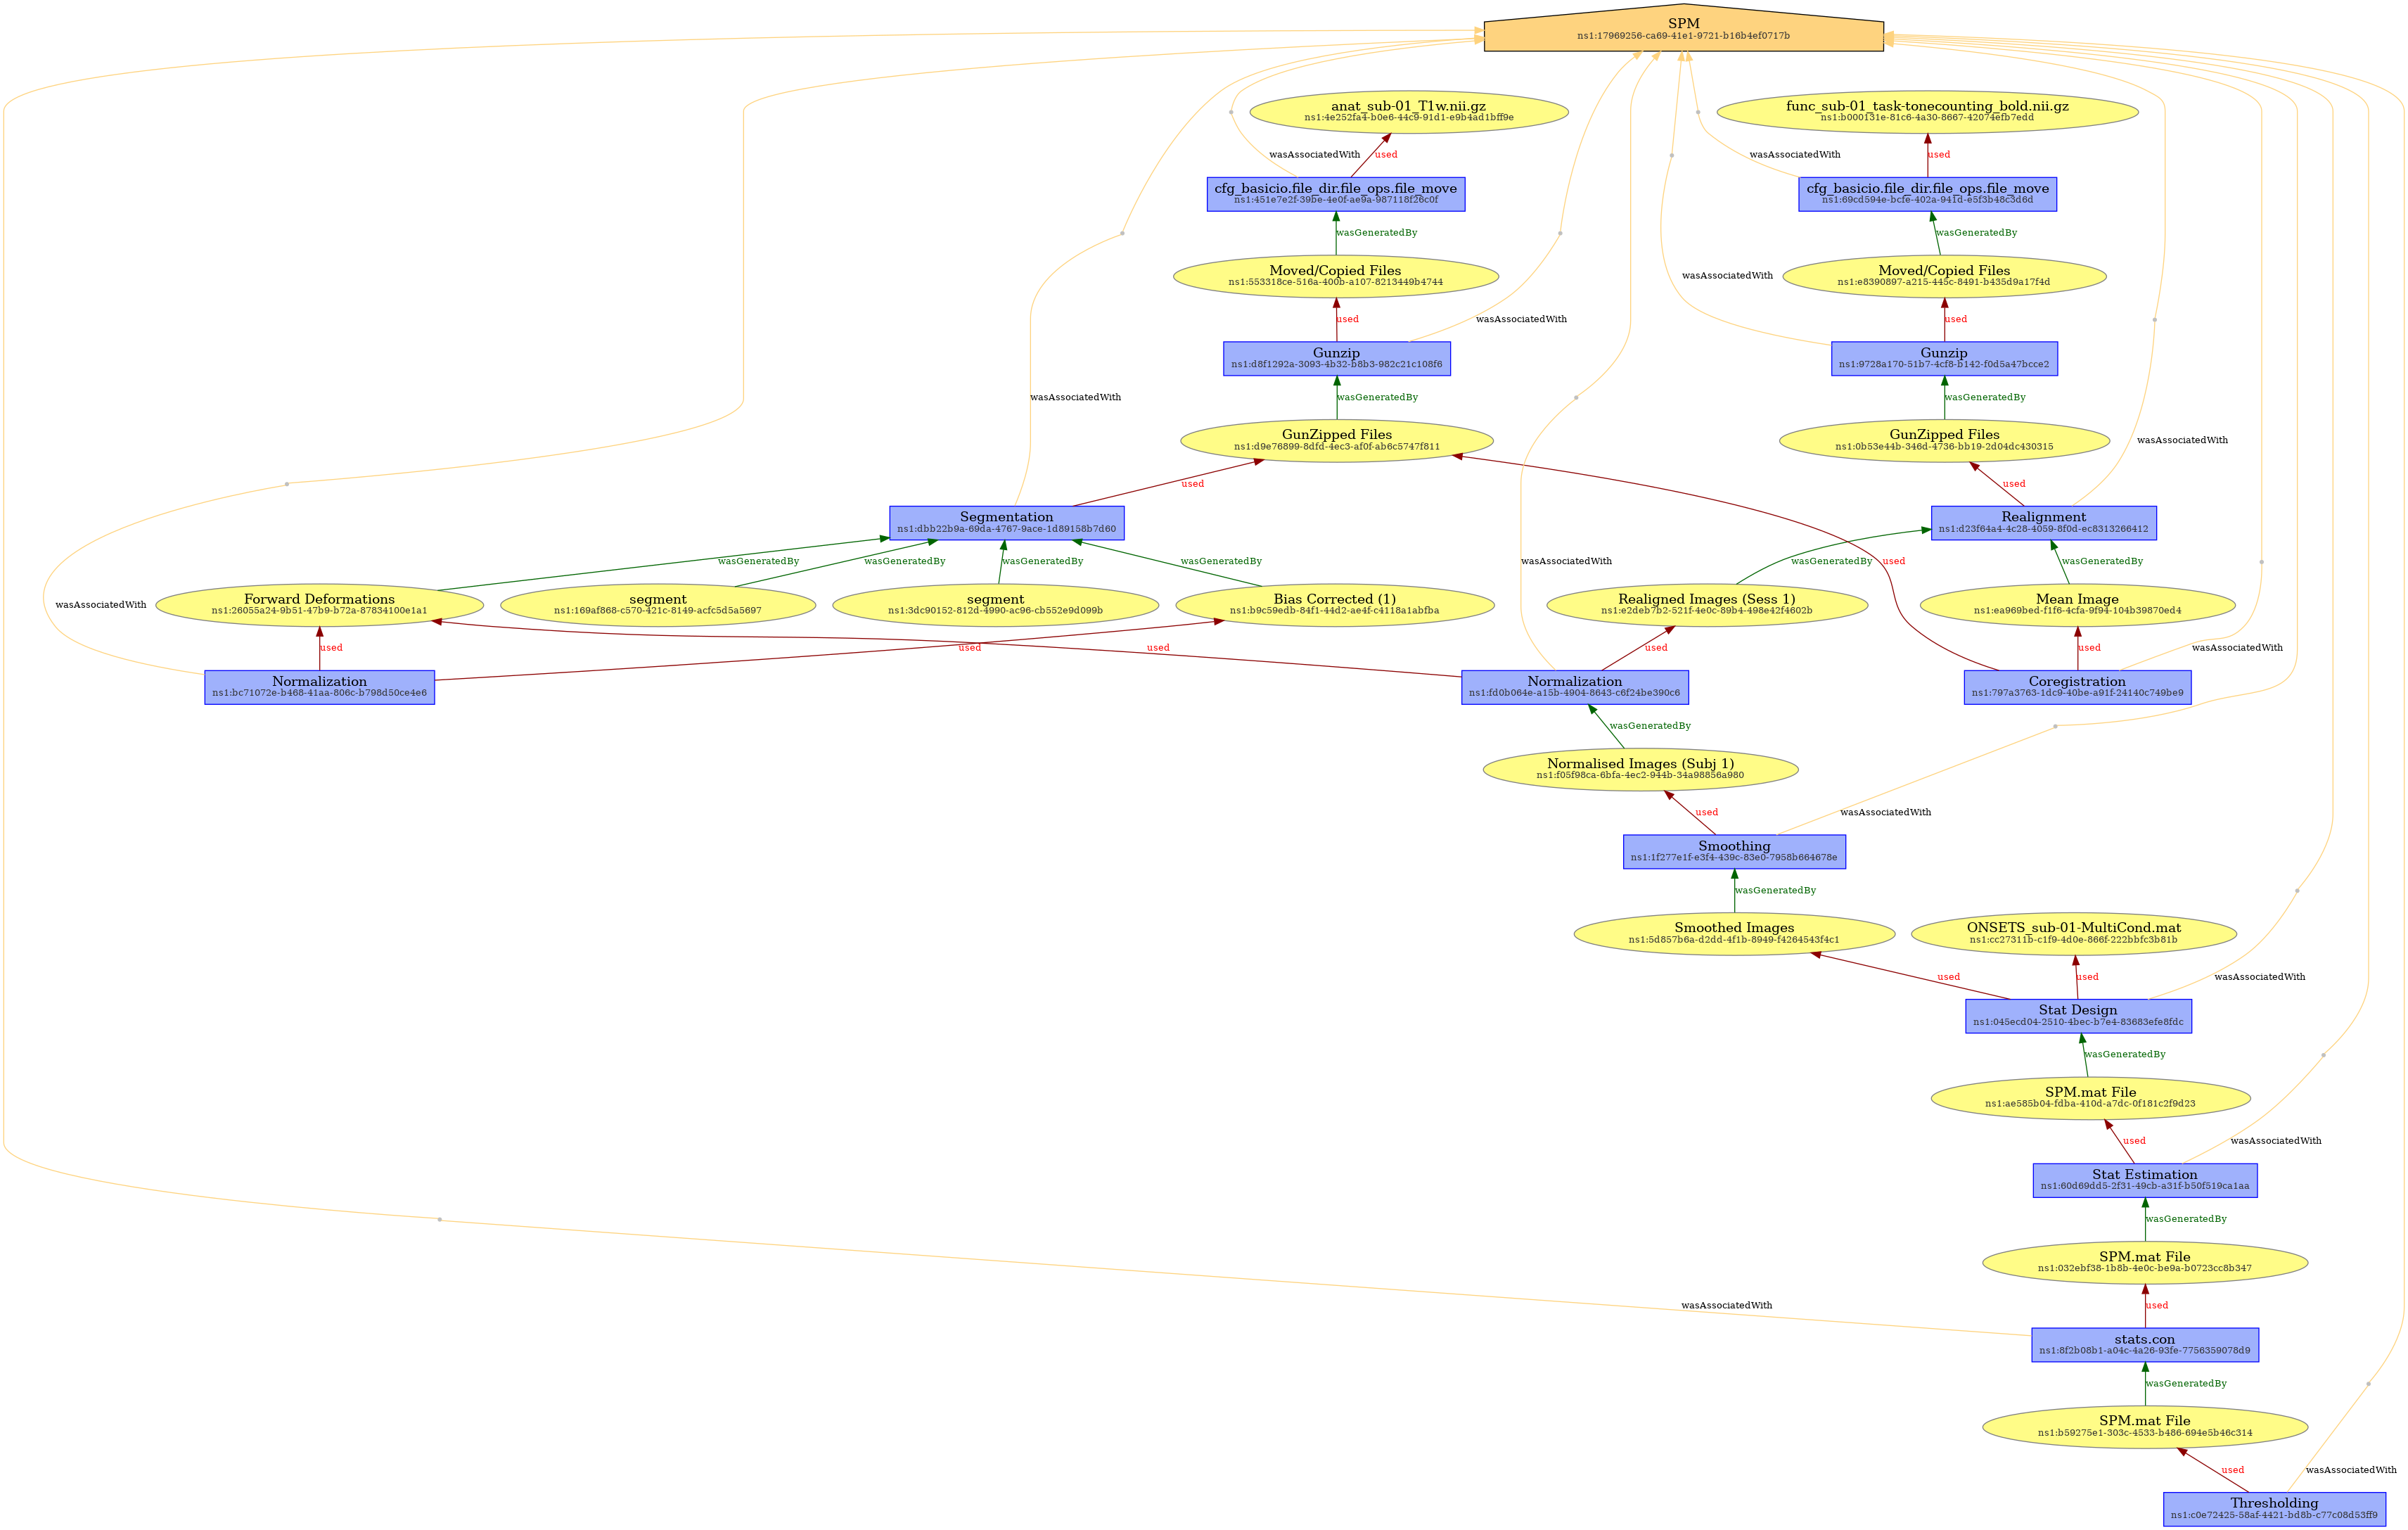 SPM
ns1:17969256-ca69-41e1-9721-b16b4ef0717b
anat_sub-01_T1w.nii.gz
ns1:4e252fa4-b0e6-44c9-91d1-e9b4ad1bff9e
func_sub-01_task-tonecounting_bold.nii.gz
ns1:b000131e-81c6-4a30-8667-42074efb7edd
wasAssociatedWith
used
wasAssociatedWith
used
cfg_basicio.file_dir.file_ops.file_move
ns1:451e7e2f-39be-4e0f-ae9a-987118f26c0f
cfg_basicio.file_dir.file_ops.file_move
ns1:69cd594e-bcfe-402a-941d-e5f3b48c3d6d
wasGeneratedBy
wasGeneratedBy
Moved/Copied Files
ns1:553318ce-516a-400b-a107-8213449b4744
wasAssociatedWith
Moved/Copied Files
ns1:e8390897-a215-445c-8491-b435d9a17f4d
used
wasAssociatedWith
used
Gunzip
ns1:d8f1292a-3093-4b32-b8b3-982c21c108f6
Gunzip
ns1:9728a170-51b7-4cf8-b142-f0d5a47bcce2
wasAssociatedWith
wasGeneratedBy
wasGeneratedBy
GunZipped Files
ns1:d9e76899-8dfd-4ec3-af0f-ab6c5747f811
GunZipped Files
ns1:0b53e44b-346d-4736-bb19-2d04dc430315
wasAssociatedWith
used
used
Segmentation
ns1:dbb22b9a-69da-4767-9ace-1d89158b7d60
Realignment
ns1:d23f64a4-4c28-4059-8f0d-ec8313266412
wasGeneratedBy
wasGeneratedBy
wasGeneratedBy
wasGeneratedBy
wasAssociatedWith
wasGeneratedBy
used
wasGeneratedBy
wasAssociatedWith
Forward Deformations
ns1:26055a24-9b51-47b9-b72a-87834100e1a1
segment
ns1:169af868-c570-421c-8149-acfc5d5a5697
segment
ns1:3dc90152-812d-4990-ac96-cb552e9d099b
Bias Corrected (1)
ns1:b9c59edb-84f1-44d2-ae4f-c4118a1abfba
Realigned Images (Sess 1)
ns1:e2deb7b2-521f-4e0c-89b4-498e42f4602b
Mean Image
ns1:ea969bed-f1f6-4cfa-9f94-104b39870ed4
used
used
used
used
used
wasAssociatedWith
Normalization
ns1:bc71072e-b468-41aa-806c-b798d50ce4e6
Normalization
ns1:fd0b064e-a15b-4904-8643-c6f24be390c6
Coregistration
ns1:797a3763-1dc9-40be-a91f-24140c749be9
wasGeneratedBy
Normalised Images (Subj 1)
ns1:f05f98ca-6bfa-4ec2-944b-34a98856a980
used
wasAssociatedWith
Smoothing
ns1:1f277e1f-e3f4-439c-83e0-7958b664678e
wasGeneratedBy
Smoothed Images
ns1:5d857b6a-d2dd-4f1b-8949-f4264543f4c1
ONSETS_sub-01-MultiCond.mat
ns1:cc27311b-c1f9-4d0e-866f-222bbfc3b81b
used
used
wasAssociatedWith
Stat Design
ns1:045ecd04-2510-4bec-b7e4-83683efe8fdc
wasGeneratedBy
SPM.mat File
ns1:ae585b04-fdba-410d-a7dc-0f181c2f9d23
used
wasAssociatedWith
Stat Estimation
ns1:60d69dd5-2f31-49cb-a31f-b50f519ca1aa
wasGeneratedBy
SPM.mat File
ns1:032ebf38-1b8b-4e0c-be9a-b0723cc8b347
wasAssociatedWith
used
stats.con
ns1:8f2b08b1-a04c-4a26-93fe-7756359078d9
wasGeneratedBy
SPM.mat File
ns1:b59275e1-303c-4533-b486-694e5b46c314
used
wasAssociatedWith
Thresholding
ns1:c0e72425-58af-4421-bd8b-c77c08d53ff9